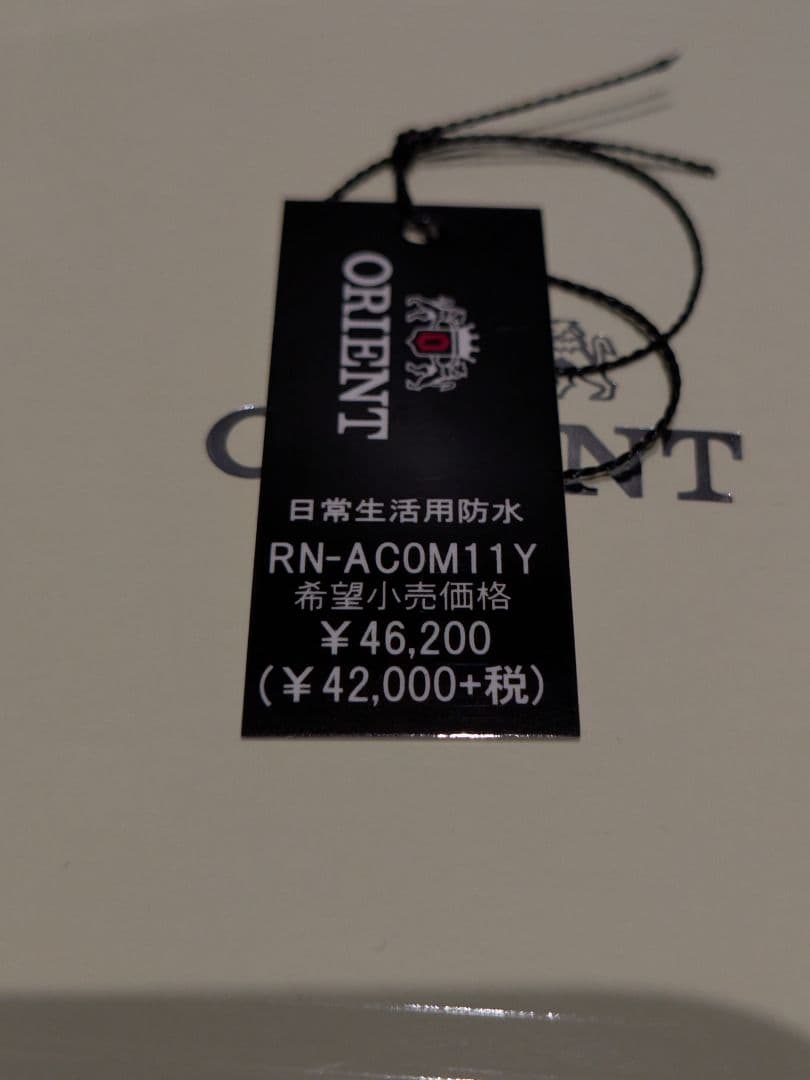 ORIENT
日常生活用防水
RN-AC0M11Y
希望小売価格
¥46,200
(¥42,000+税)
NT